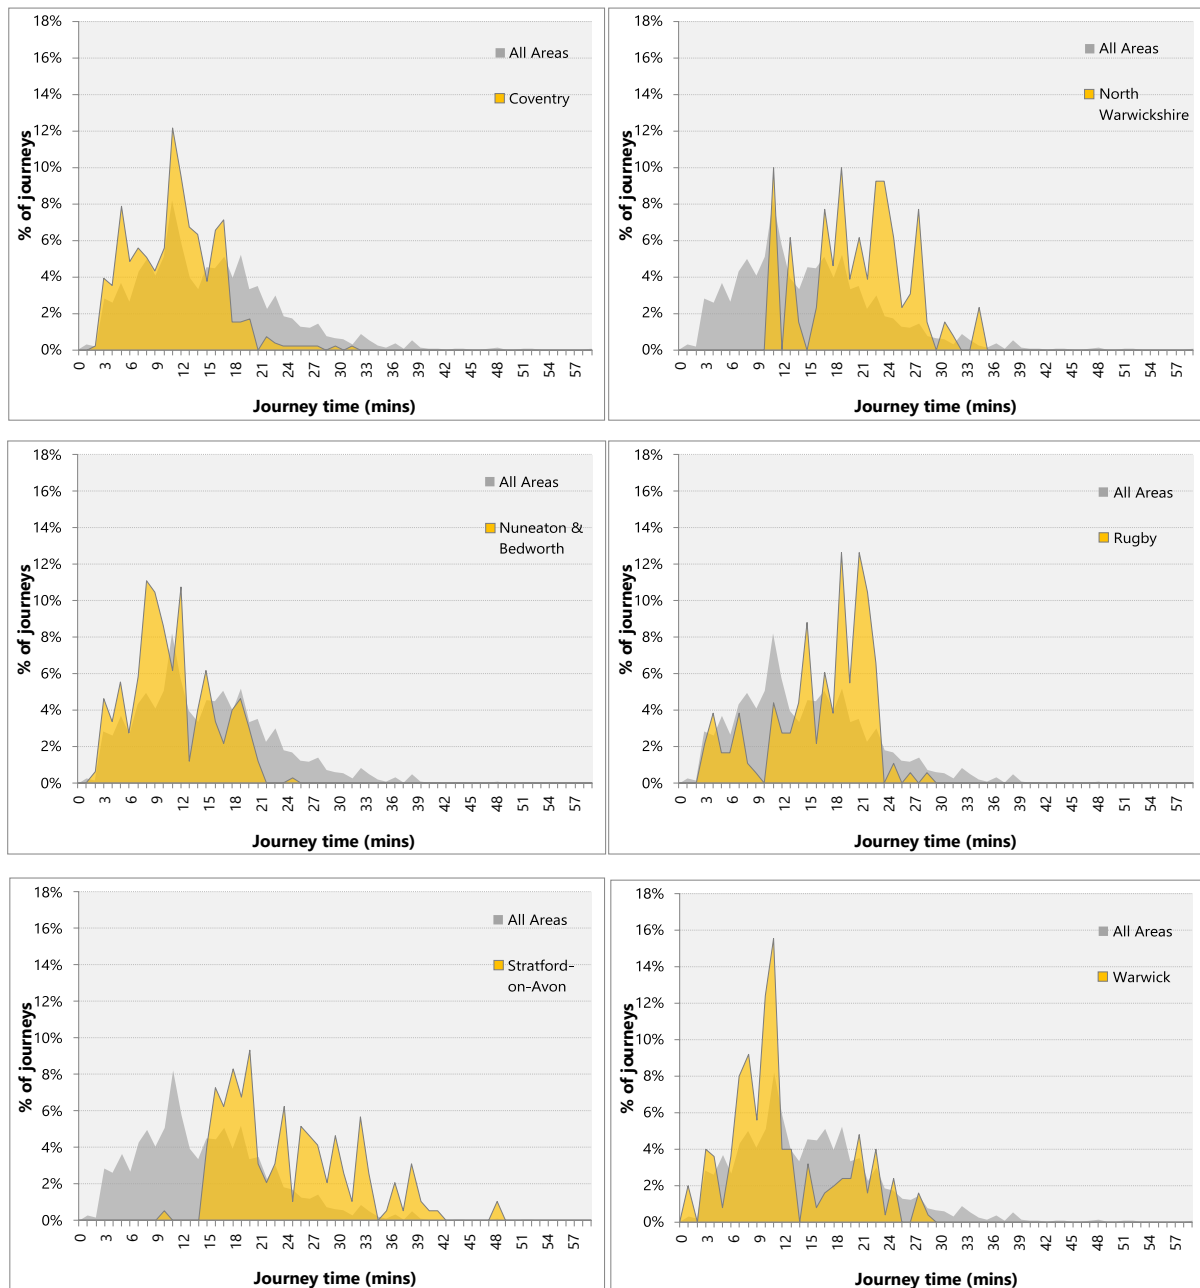 18%
16%
14%
12%
10%
8%
6%
4%
2%
0%
% of journeys
All Areas
Coventry
0 3 6 9 12 15 18 21 24 27 30 33 36 39 42 45 48 51 54 57
Journey time (mins)
18%
16%
14%
12%
10%
8%
6%
4%
2%
0%
% of journeys
All Areas
North
Warwickshire
0 3 6 9 12 15 18 21 24 27 30 33 36 39 42 45 48 51 54 57
Journey time (mins)
18%
16%
14%
12%
10%
8%
6%
4%
2%
0%
% of journeys
All Areas
Nuneaton &
Bedworth
0 3 6 9 12 15 18 21 24 27 30 33 36 39 42 45 48 51 54 57
Journey time (mins)
18%
16%
14%
12%
10%
8%
6%
4%
2%
0%
% of journeys
All Areas
Rugby
0 3 6 9 12 15 18 21 24 27 30 33 36 39 42 45 48 51 54 57
Journey time (mins)
18%
16%
14%
12%
10%
8%
6%
4%
2%
0%
% of journeys
All Areas
Stratford-
on-Avon
0 3 6 9 12 15 18 21 24 27 30 33 36 39 42 45 48 51 54 57
Journey time (mins)
18%
16%
14%
12%
10%
8%
6%
4%
2%
0%
% of journeys
All Areas
Warwick
0 3 6 9 12 15 18 21 24 27 30 33 36 39 42 45 48 51 54 57
Journey time (mins)